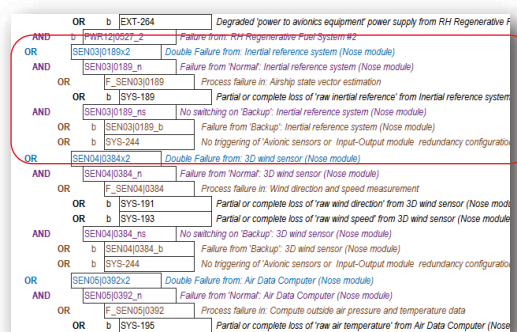 OR b EXT-264 Degraded 'power to avionics equipment' power supply from RH Regenerative F
b PWR12|0527_2 Failure from: RH Regenerative Fuel System #2
OR SEN03|0189x2 Double Failure from: Inertial reference system (Nose module)
AND SEN03|0189_n Failure from 'Normal': Inertial reference system (Nose module)
OR F_SEN03|0189 Process failure in: Airship state vector estimation
OR b SYS-189 Partial or complete loss of 'raw inertial reference' from Inertial reference system
AND SEN03|0189_ns No switching on 'Backup': Inertial reference system (Nose module)
OR b SEN03|0189_b Failure from 'Backup': Inertial reference system (Nose module)
OR b SYS-244 No triggering of 'Avionics sensors or Input-Output module redundancy configuratio
OR SEN04|0384x2 Double Failure from: 3D wind sensor (Nose module)
AND SEN04|0384_n Failure from 'Normal': 3D wind sensor (Nose module)
OR F_SEN04|0384 Process failure in: Wind direction and speed measurement
OR b SYS-191 Partial or complete loss of 'raw wind direction' from 3D wind sensor (Nose modu
OR b SYS-193 Partial or complete loss of 'raw wind speed' from 3D wind sensor (Nose module
AND SEN04|0384_ns No switching on 'Backup': 3D wind sensor (Nose module)
OR b SEN04|0384_b Failure from 'Backup': 3D wind sensor (Nose module)
OR b SYS-244 No triggering of 'Avionics sensors or Input-Output module redundancy configuratio
OR SEN05|0392x2 Double Failure from: Air Data Computer (Nose module)
AND SEN05|0392_n Failure from 'Normal': Air Data Computer (Nose module)
OR F_SEN05|0392 Process failure in: Compute outside air pressure and temperature data
OR b SYS-195 Partial or complete loss of 'raw air temperature' from Air Data Computer (Nose